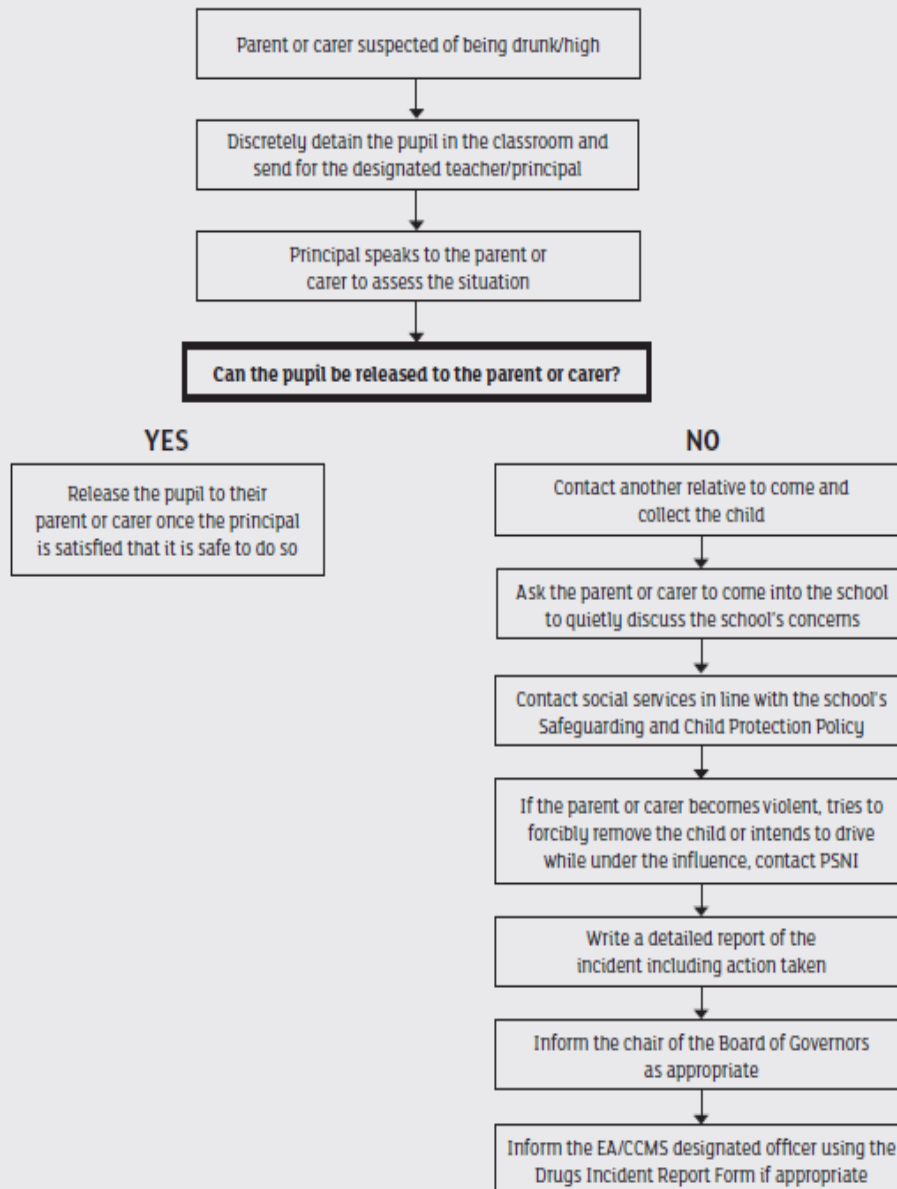 Parent or carer suspected of being drunk/high
Discretely detain the pupil in the classroom and
send for the designated teacher/principal
Principal speaks to the parent or
carer to assess the situation
Can the pupil be released to the parent or carer?
YES
Release the pupil to their
parent or carer once the principal
is satisfied that it is safe to do so
NO
Contact another relative to come and
collect the child
Ask the parent or carer to come into the school
to quietly discuss the school's concerns
Contact social services in line with the school's
Safeguarding and Child Protection Policy
If the parent or carer becomes violent, tries to
forcibly remove the child or intends to drive
while under the influence, contact PSNI
Write a detailed report of the
incident including action taken
Inform the chair of the Board of Governors
as appropriate
Inform the EA/CCMS designated officer using the
Drugs Incident Report Form if appropriate